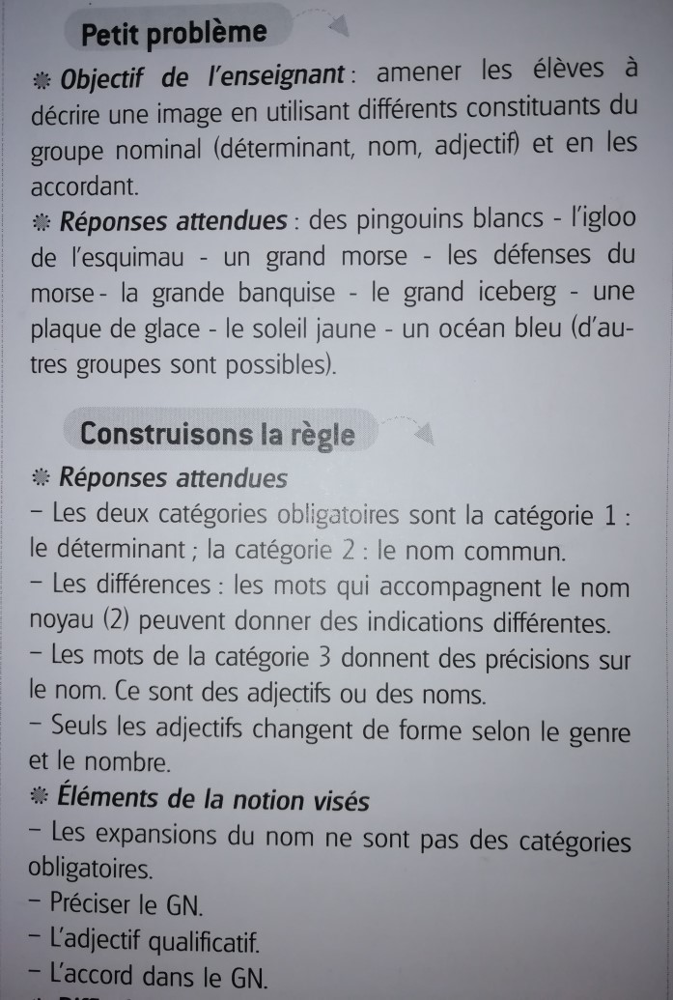 Petit problème
⁕ Objectif de l'enseignant : amener les élèves à
décrire une image en utilisant différents constituants du
groupe nominal (déterminant, nom, adjectif) et en les
accordant.
⁕ Réponses attendues : des pingouins blancs - l'igloo
de l'esquimau - un grand morse - les défenses du
morse - la grande banquise - le grand iceberg - une
plaque de glace - le soleil jaune - un océan bleu (d'au-
tres groupes sont possibles).
Construisons la règle
⁕ Réponses attendues
– Les deux catégories obligatoires sont la catégorie 1 :
le déterminant ; la catégorie 2 : le nom commun.
– Les différences : les mots qui accompagnent le nom
noyau (2) peuvent donner des indications différentes.
– Les mots de la catégorie 3 donnent des précisions sur
le nom. Ce sont des adjectifs ou des noms.
– Seuls les adjectifs changent de forme selon le genre
et le nombre.
⁕ Éléments de la notion visés
– Les expansions du nom ne sont pas des catégories
obligatoires.
– Préciser le GN.
– L'adjectif qualificatif.
– L'accord dans le GN.